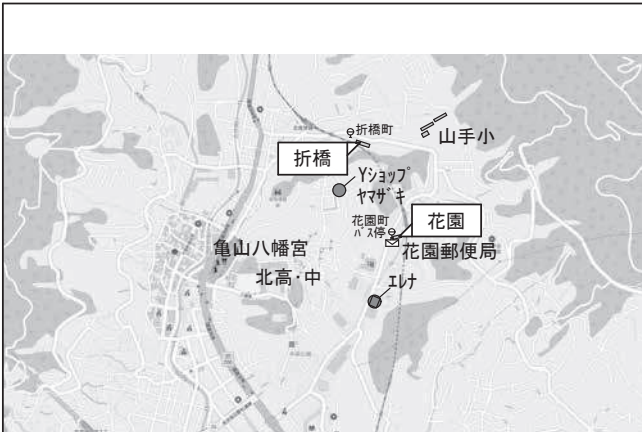 折橋町
山手小
折橋
Yショップ
ヤマザキ
花園町
バス停
花園
花園郵便局
亀山八幡宮
北高・中
エレナ